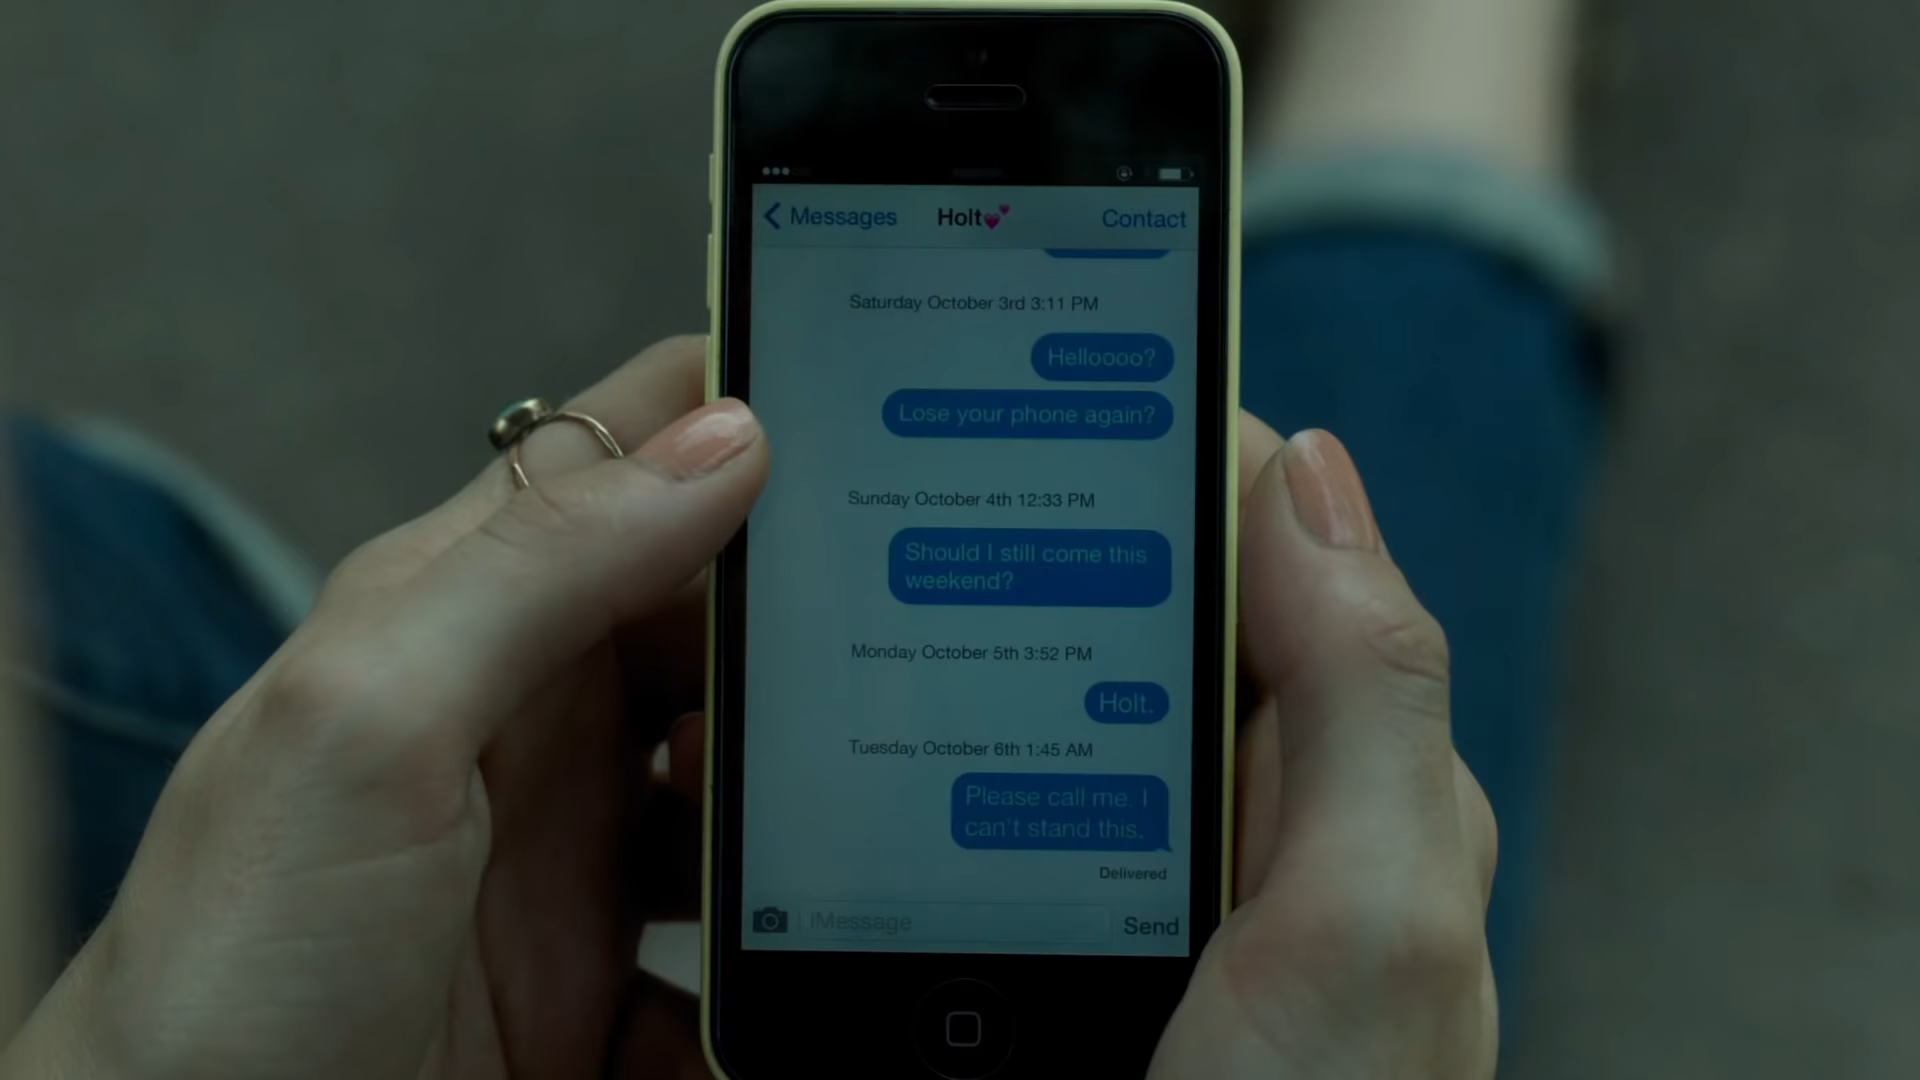 Messages Holt💕 Contact
Saturday October 3rd 3:11 PM
Helloooo?
Lose your phone again?
Sunday October 4th 12:33 PM
Should I still come this
weekend?
Monday October 5th 3:52 PM
Holt.
Tuesday October 6th 1:45 AM
Please call me. I
can't stand this.
Delivered
iMessage Send